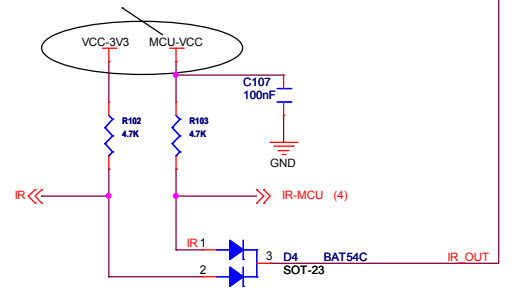 VCC-3V3 MCU-VCC
C107
100nF
R102 R103
4.7K 4.7K
GND
IR IR-MCU (4)
IR 1
3 D4 BAT54C IR_OUT
2 SOT-23